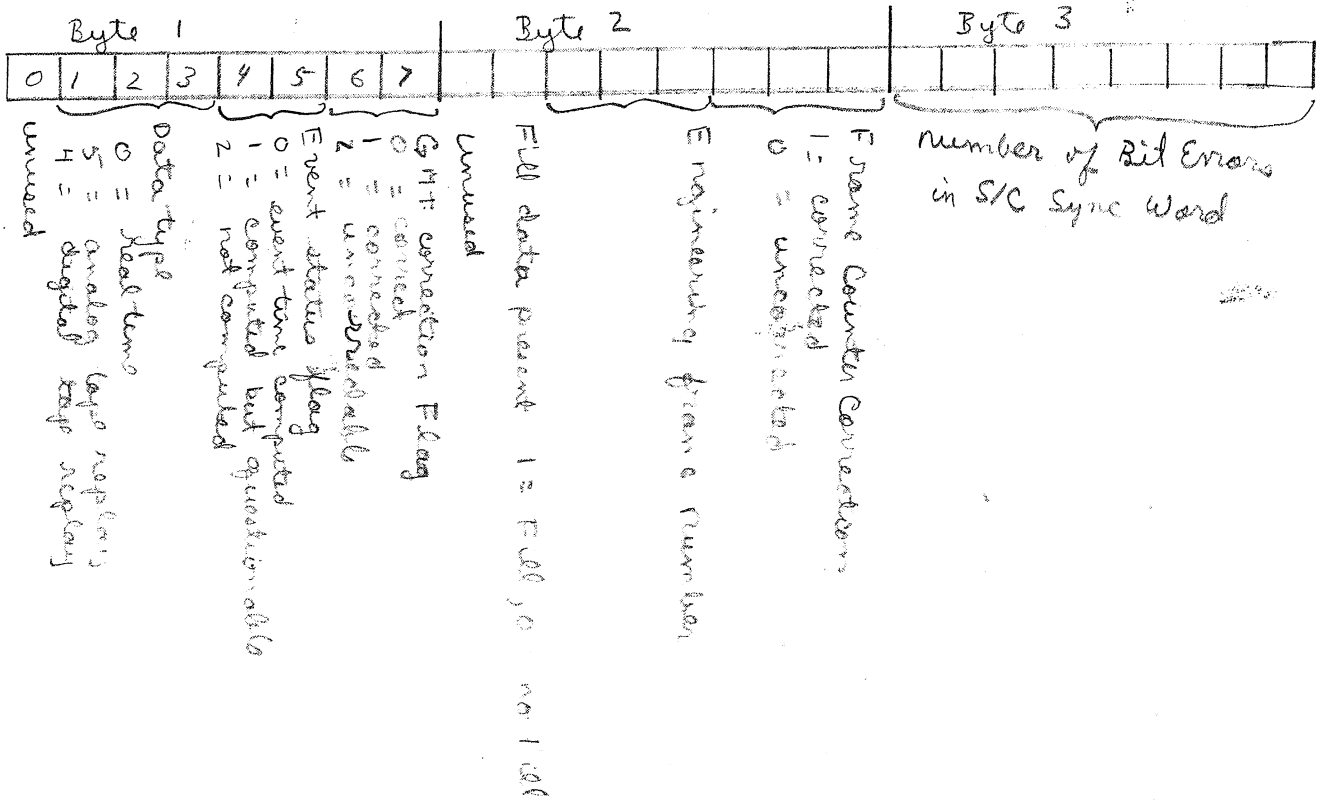 Byte 1
Byte 2
Byte 3
0 1 2 3 4 5 6 7
unused
Data type
0 = Real time
5 = analog tape replay
4 = digital tape replay
Event status flag
0 = event time computed
1 = computed but questionable
2 = not computed
GMT correction Flag
0 = correct
1 = corrected
2 = uncorrectable
unused
Fill data present 1 = Fill, 0 no fill
Engineering frame number
Frame Counter Correction
1 = corrected
0 = uncorrected
Number of Bit Errors
in S/C Sync Word